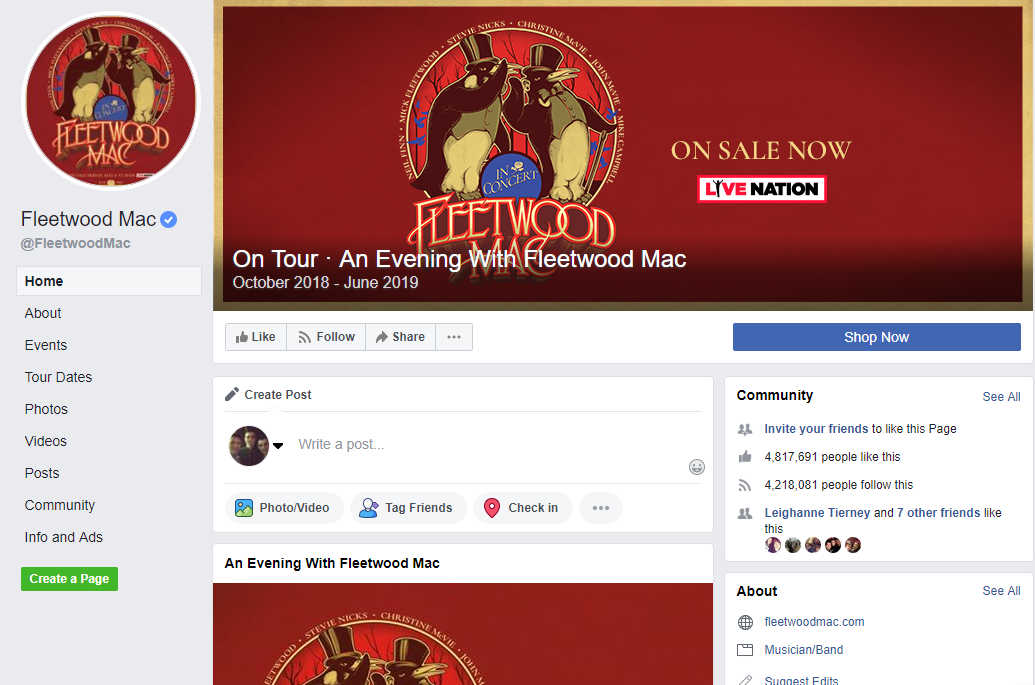 NEIL FINN · MICK FLEETWOOD · STEVIE NICKS · CHRISTINE McVIE · JOHN McVIE · MIKE CAMPBELL
IN
CONCERT
FLEETWOOD
MAC
ON SALE NOW
LIVE NATION
On Tour · An Evening With Fleetwood Mac
October 2018 - June 2019
IN
CONCERT
FLEETWOOD
MAC
Fleetwood Mac
@FleetwoodMac
Home
About
Events
Tour Dates
Photos
Videos
Posts
Community
Info and Ads
Create a Page
Like
Follow
Share
Shop Now
Create Post
Write a post...
Photo/Video
Tag Friends
Check in
An Evening With Fleetwood Mac
FLEETWOOD · STEVIE NICKS · CHRISTINE McVIE · JOHN
Community
See All
Invite your friends to like this Page
4,817,691 people like this
4,218,081 people follow this
Leighanne Tierney and 7 other friends like
this
About
See All
fleetwoodmac.com
Musician/Band
Suggest Edits